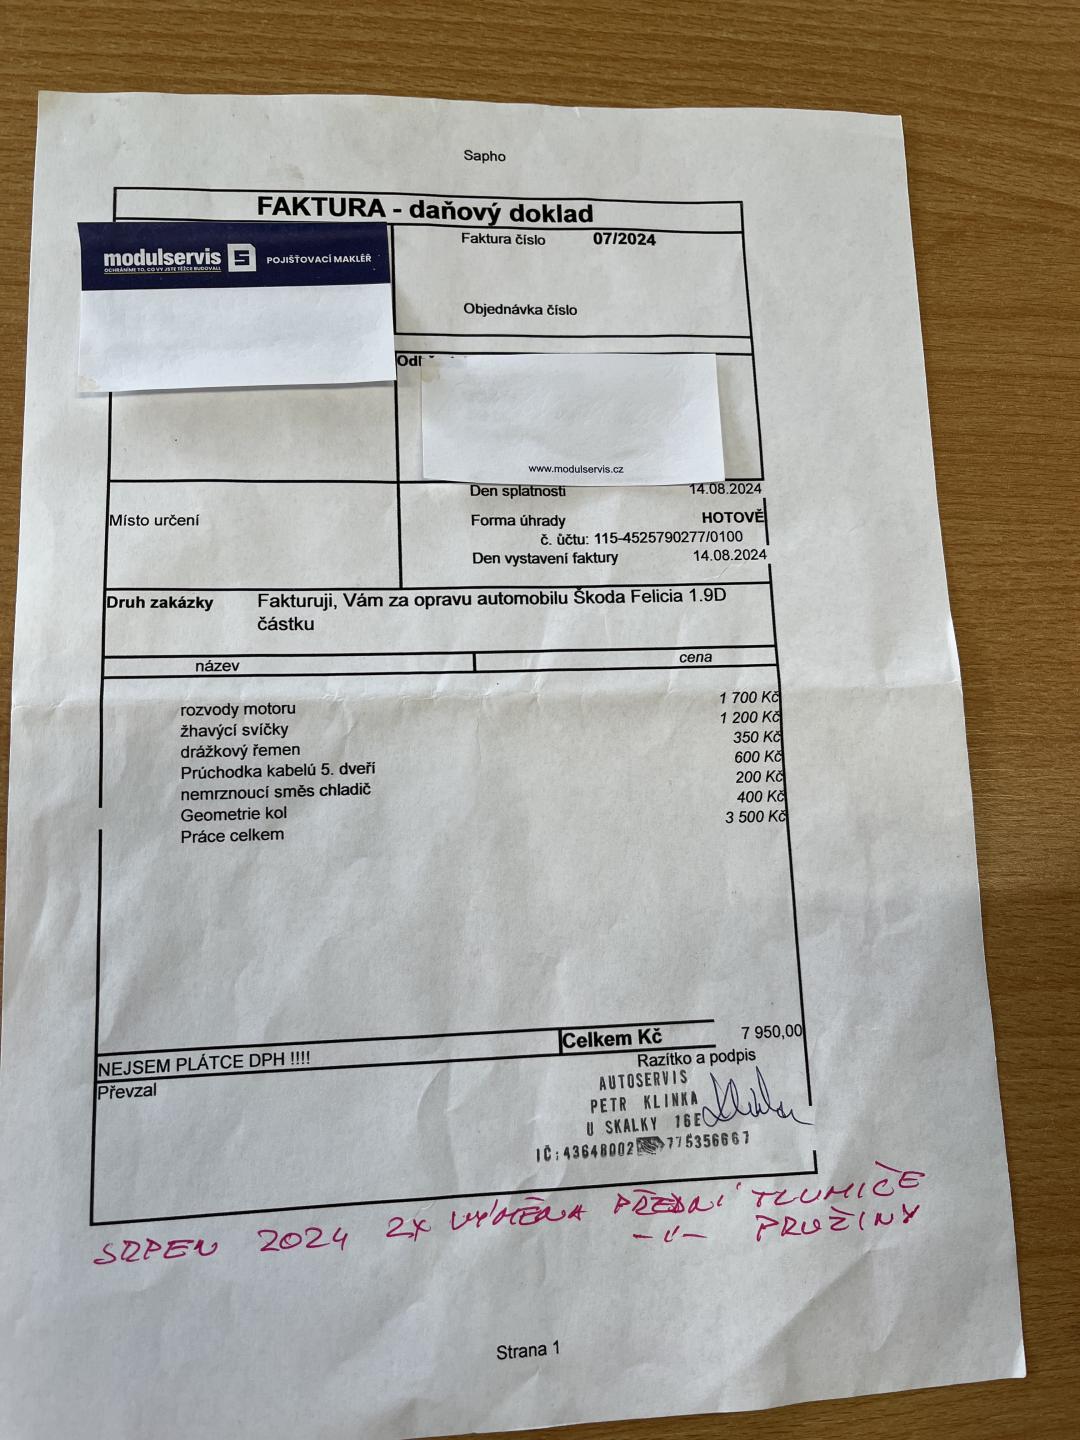 Sapho
FAKTURA - daňový doklad
modulservis S POJIŠŤOVACÍ MAKLÉŘ
OCHRÁNÍME TO, CO VY JSTE TĚŽCE BUDOVALI
Faktura číslo 07/2024
Objednávka číslo
www.modulservis.cz
Den splatnosti 14.08.2024
Místo určení
Forma úhrady HOTOVĚ
č. ůčtu: 115-4525790277/0100
Den vystavení faktury 14.08.2024
Druh zakázky Fakturuji, Vám za opravu automobilu Škoda Felicia 1.9D
částku
název cena
rozvody motoru 1 700 Kč
žhavýcí svíčky 1 200 Kč
drážkový řemen 350 Kč
Prúchodka kabelú 5. dveří 600 Kč
nemrznoucí směs chladič 200 Kč
Geometrie kol 400 Kč
Práce celkem 3 500 Kč
Celkem Kč 7 950,00
NEJSEM PLÁTCE DPH !!!!
Razítko a podpis
Převzal
AUTOSERVIS
PETR KLINKA
U SKALKY 16E
IČ:43648002 775356667
SRPEN 2024 2X VÝMĚNA PŘEDNÍ TLUMIČE
-"- PRUŽINY
Strana 1